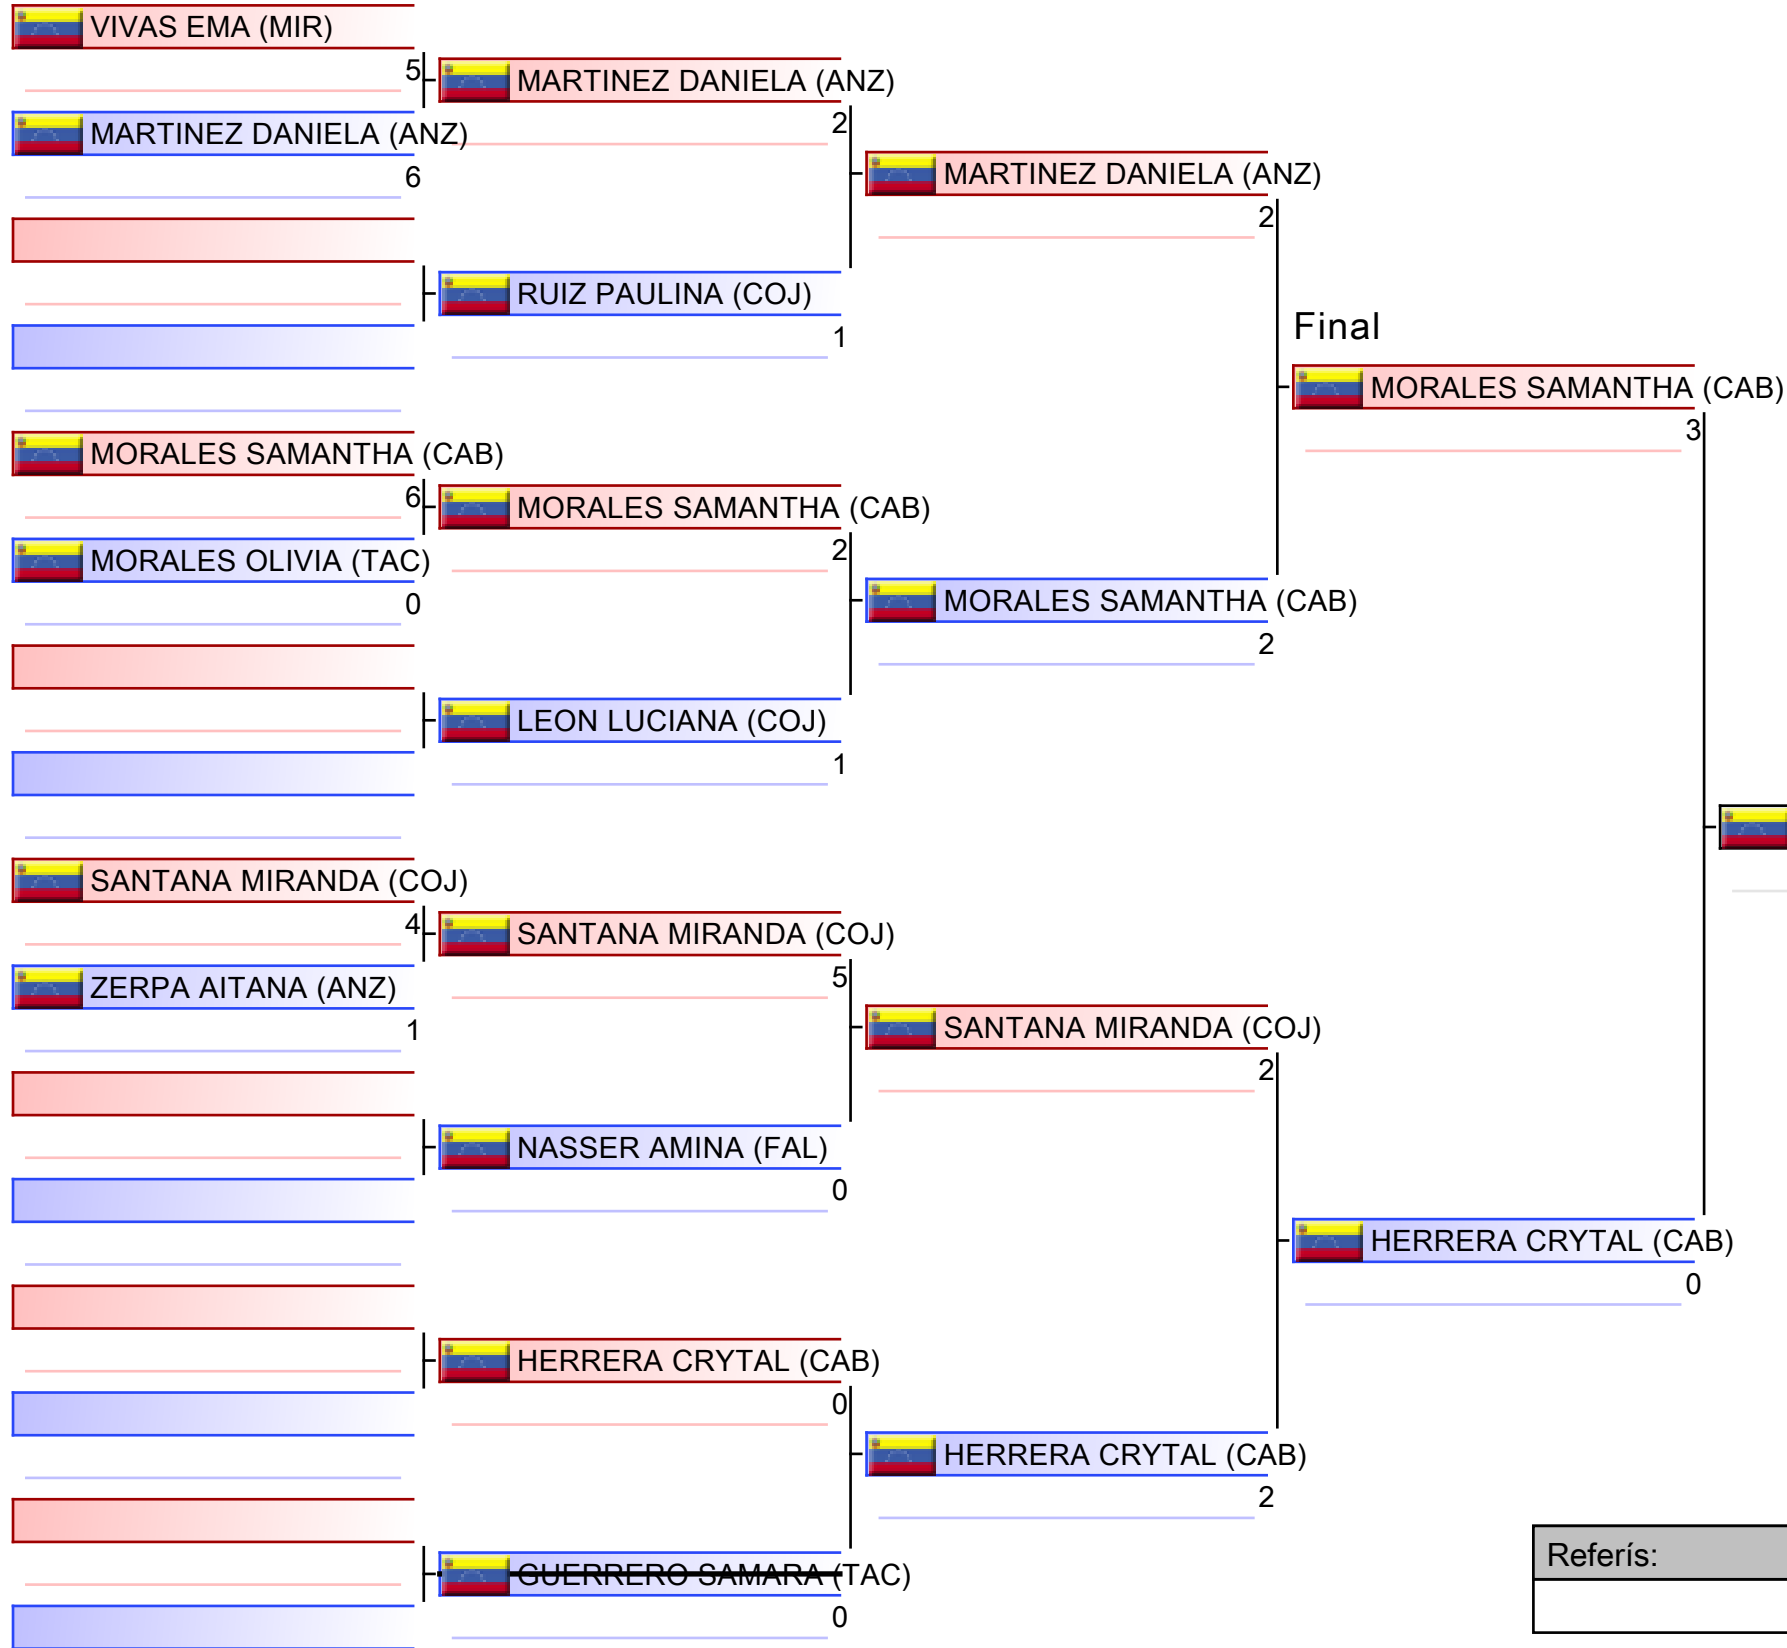 VIVAS EMA (MIR)
5
MARTINEZ DANIELA (ANZ)
6
MORALES SAMANTHA (CAB)
6
MORALES OLIVIA (TAC)
0
SANTANA MIRANDA (COJ)
4
ZERPA AITANA (ANZ)
1
MARTINEZ DANIELA (ANZ)
2
RUIZ PAULINA (COJ)
1
MORALES SAMANTHA (CAB)
2
LEON LUCIANA (COJ)
1
SANTANA MIRANDA (COJ)
5
NASSER AMINA (FAL)
0
HERRERA CRYTAL (CAB)
0
GUERRERO SAMARA (TAC)
0
MARTINEZ DANIELA (ANZ)
2
MORALES SAMANTHA (CAB)
2
SANTANA MIRANDA (COJ)
2
HERRERA CRYTAL (CAB)
2
Final
MORALES SAMANTHA (CAB)
3
HERRERA CRYTAL (CAB)
0
Referís: